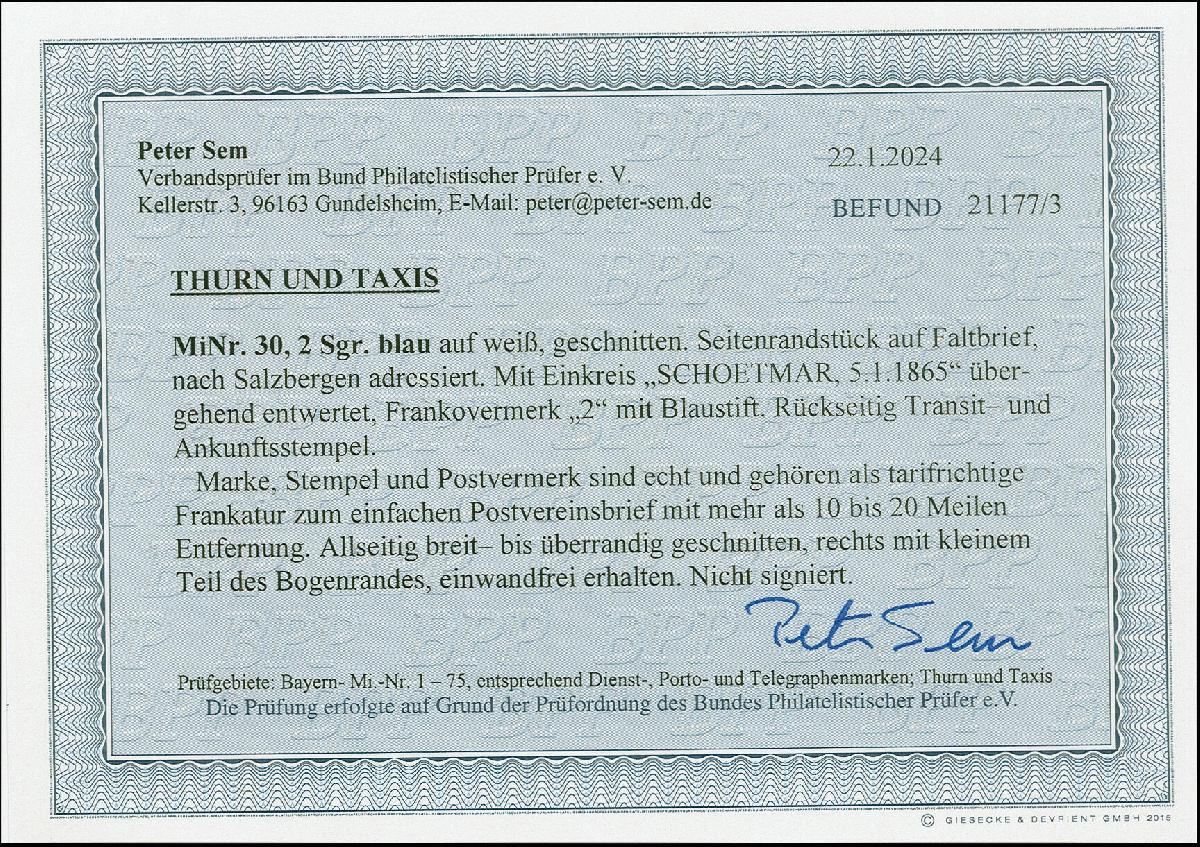 Peter Sem
Verbandsprüfer im Bund Philatelistischer Prüfer e. V.
Kellerstr. 3, 96163 Gundelsheim, E-Mail: peter@peter-sem.de
22.1.2024
BEFUND 21177/3
THURN UND TAXIS
MiNr. 30, 2 Sgr. blau auf weiß, geschnitten. Seitenrandstück auf Faltbrief,
nach Salzbergen adressiert. Mit Einkreis „SCHOETMAR, 5.1.1865“ über-
gehend entwertet, Frankovermerk „2“ mit Blaustift. Rückseitig Transit– und
Ankunftsstempel.
Marke, Stempel und Postvermerk sind echt und gehören als tarifrichtige
Frankatur zum einfachen Postvereinsbrief mit mehr als 10 bis 20 Meilen
Entfernung. Allseitig breit– bis überrandig geschnitten, rechts mit kleinem
Teil des Bogenrandes, einwandfrei erhalten. Nicht signiert.
Peter Sem
Prüfgebiete: Bayern- Mi.-Nr. 1 – 75, entsprechend Dienst-, Porto- und Telegraphenmarken; Thurn und Taxis
Die Prüfung erfolgte auf Grund der Prüfordnung des Bundes Philatelistischer Prüfer e.V.
© GIESECKE & DEVRIENT GMBH 2015